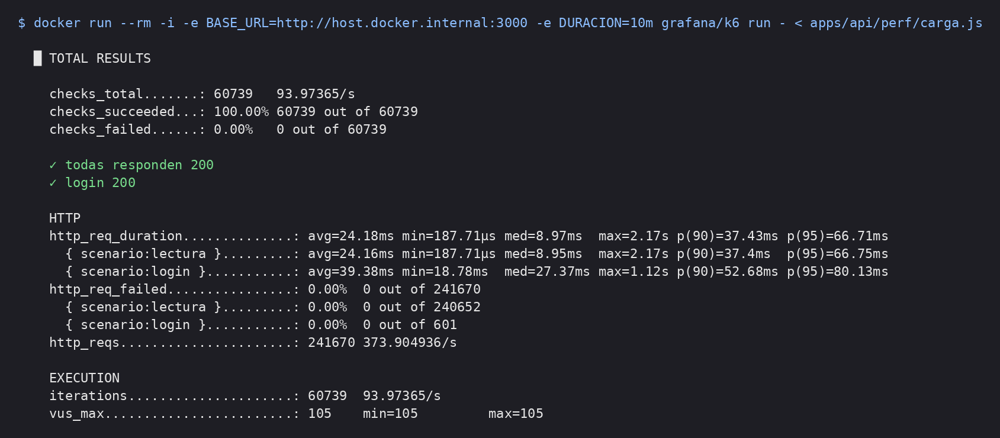 $ docker run --rm -i -e BASE_URL=http://host.docker.internal:3000 -e DURACION=10m grafana/k6 run - < apps/api/perf/carga.js
█ TOTAL RESULTS
checks_total.......: 60739   93.97365/s
checks_succeeded...: 100.00% 60739 out of 60739
checks_failed......: 0.00%   0 out of 60739
✓ todas responden 200
✓ login 200
HTTP
http_req_duration..............: avg=24.18ms min=187.71µs med=8.97ms  max=2.17s p(90)=37.43ms p(95)=66.71ms
{ scenario:lectura }.........: avg=24.16ms min=187.71µs med=8.95ms  max=2.17s p(90)=37.4ms  p(95)=66.75ms
{ scenario:login }...........: avg=39.38ms min=18.78ms  med=27.37ms max=1.12s p(90)=52.68ms p(95)=80.13ms
http_req_failed................: 0.00%  0 out of 241670
{ scenario:lectura }.........: 0.00%  0 out of 240652
{ scenario:login }...........: 0.00%  0 out of 601
http_reqs......................: 241670 373.904936/s
EXECUTION
iterations.....................: 60739  93.97365/s
vus_max........................: 105    min=105         max=105